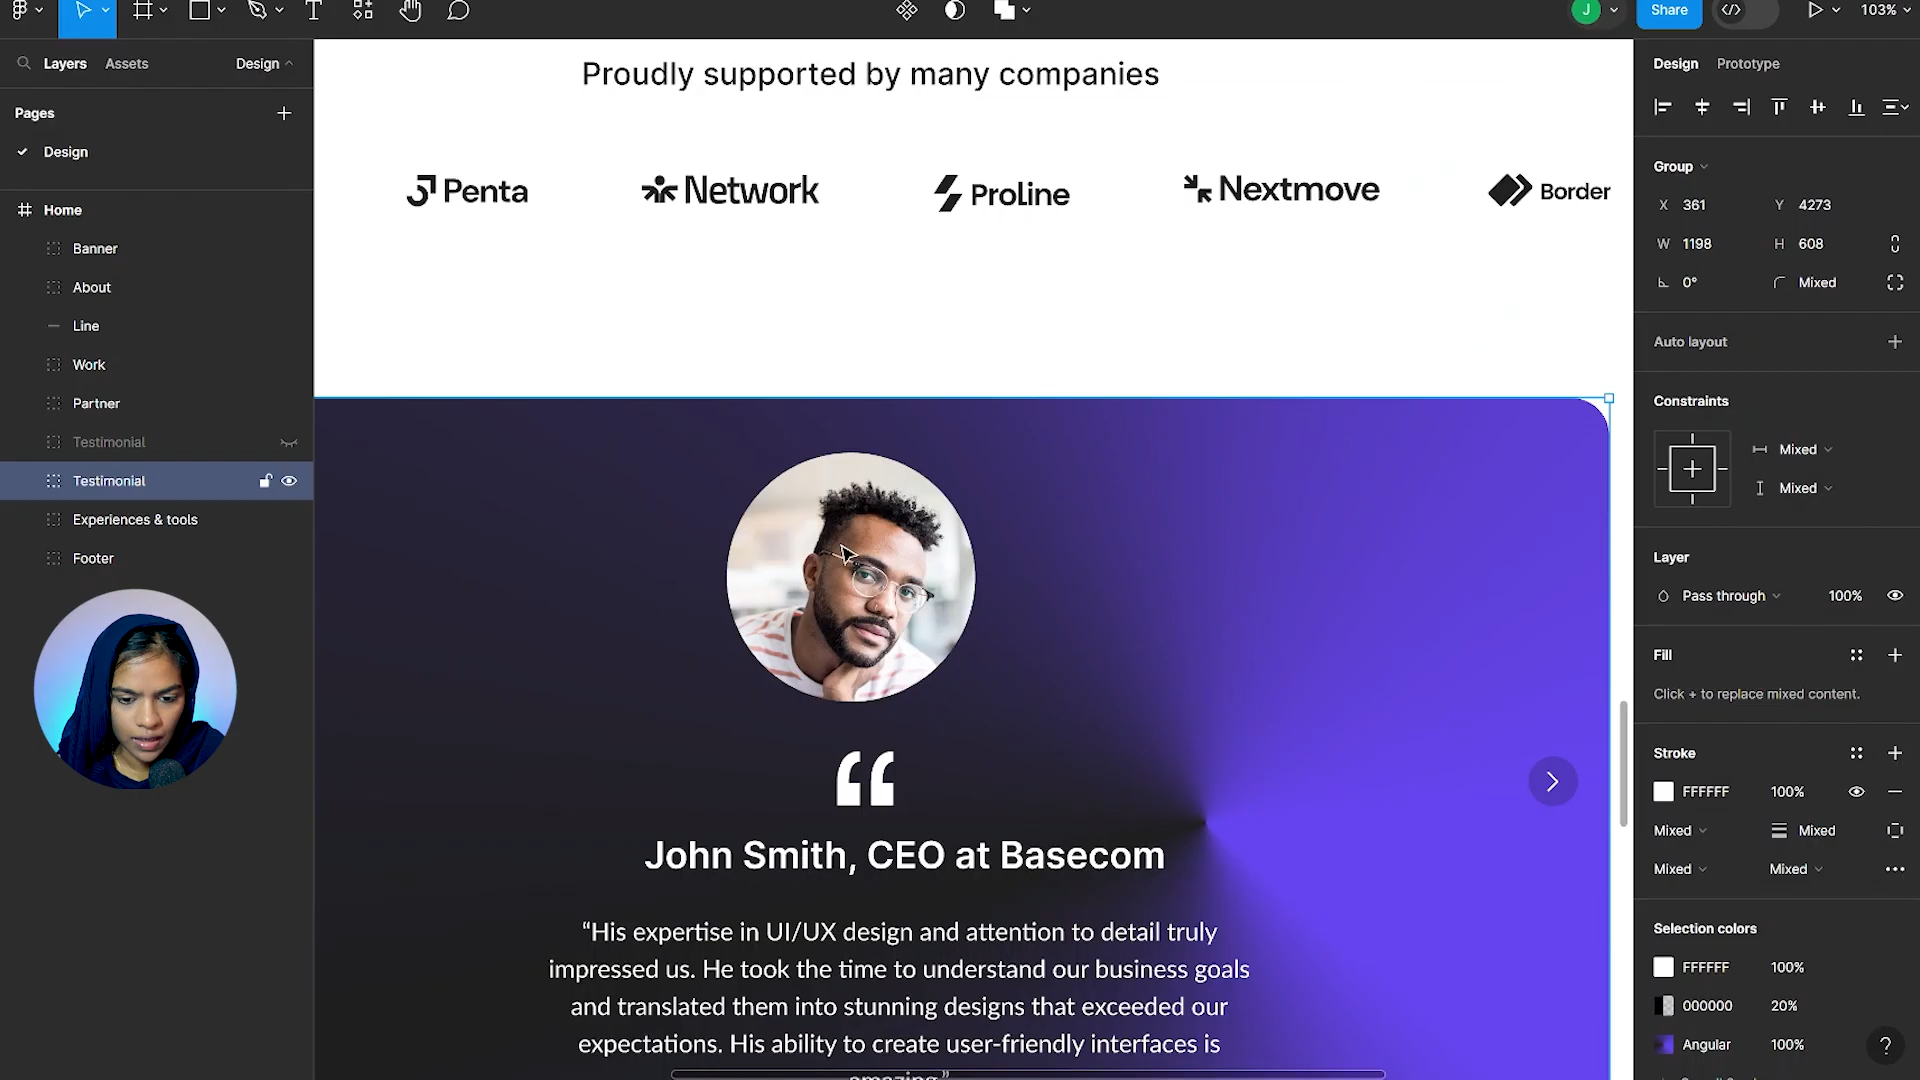 J
Share
103%
Layers
Assets
Design
Pages
Design
Home
Banner
About
Line
Work
Partner
Testimonial
Testimonial
Experiences & tools
Footer
Proudly supported by many companies
Penta
Network
Proline
Nextmove
Border
John Smith, CEO at Basecom
“His expertise in UI/UX design and attention to detail truly
impressed us. He took the time to understand our business goals
and translated them into stunning designs that exceeded our
expectations. His ability to create user-friendly interfaces is
amazing”
Design
Prototype
Group
X 361
Y 4273
W 1198
H 608
0°
Mixed
Auto layout
Constraints
Mixed
Mixed
Layer
Pass through
100%
Fill
Click + to replace mixed content.
Stroke
FFFFFF 100%
Mixed
Mixed
Mixed
Mixed
Selection colors
FFFFFF 100%
000000 20%
Angular 100%
?